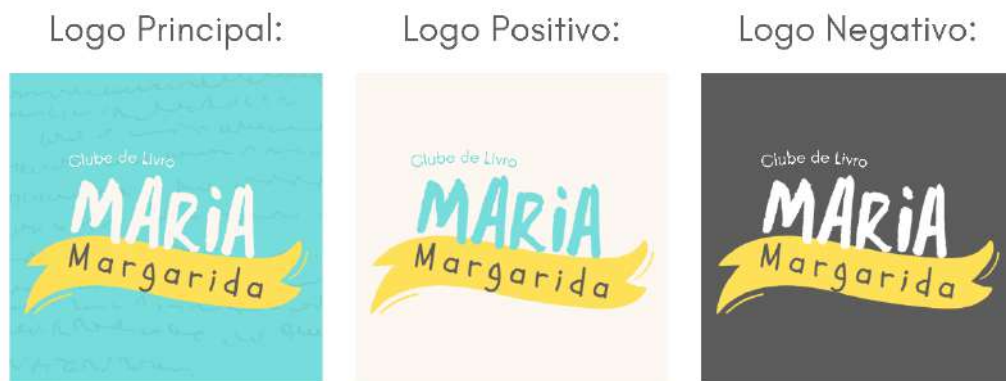 Logo Principal:
Logo Positivo:
Logo Negativo:
Clube de Livro
MARiA
Margarida
Clube de Livro
MARiA
Margarida
Clube de Livro
MARiA
Margarida